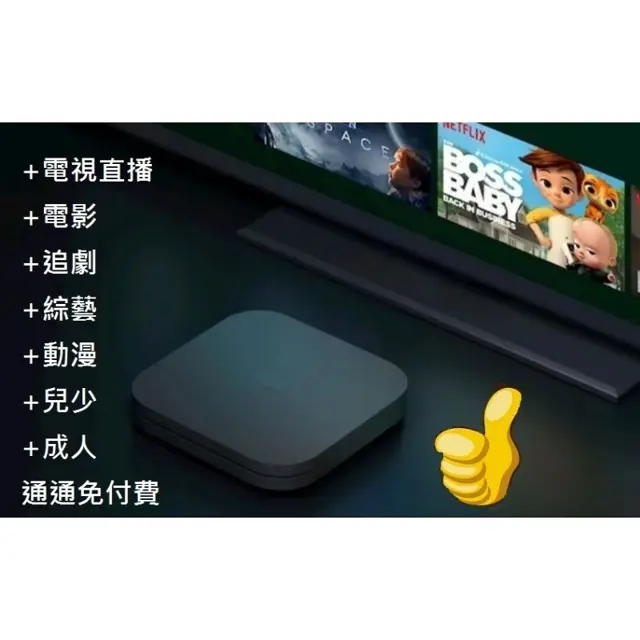 +電視直播
+電影
+追劇
+綜藝
+動漫
+兒少
+成人
通通免付費
SPACE
NETFLIX
THE
BOSS
BABY
BACK IN BUSINESS